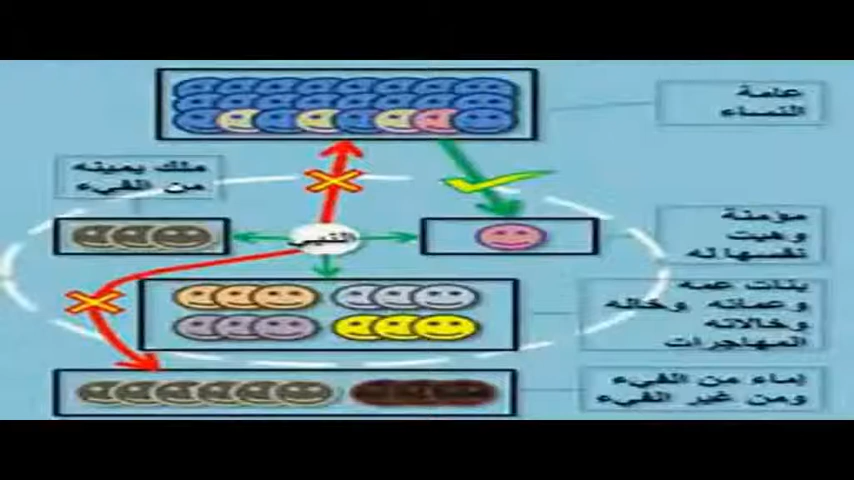 عامة
النساء
ملك يمينه
من الفيء
النبي
مؤمنة
وهبت
نفسها له
بنات عمه
وعماته وخاله
وخالاته
المهاجرات
إماء من الفيء
ومن غير الفيء